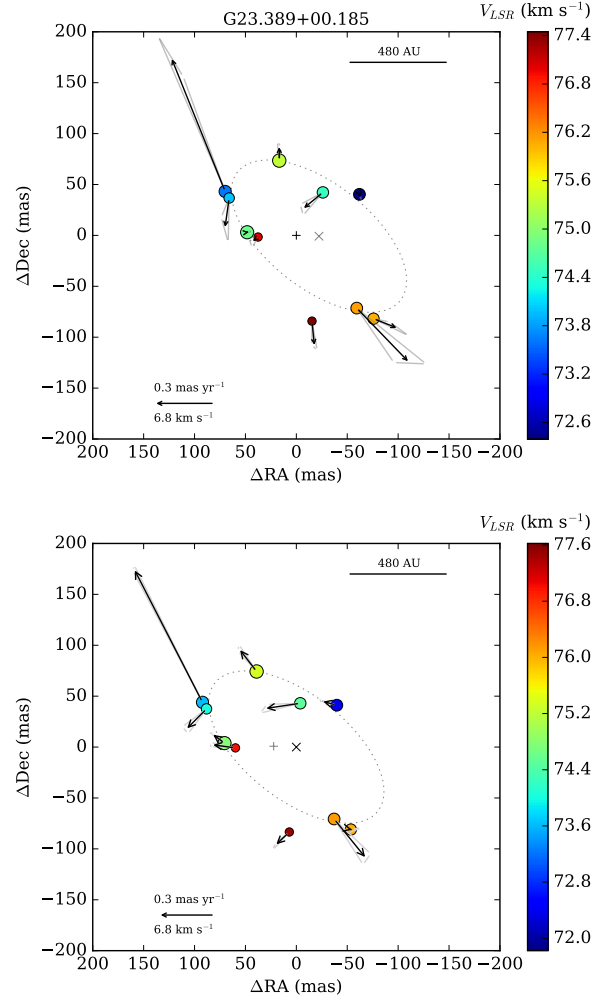 G23.389+00.185
V_LSR (km s⁻¹)
480 AU
200
150
100
50
0
−50
−100
−150
−200
ΔDec (mas)
0.3 mas yr⁻¹
6.8 km s⁻¹
200 150 100 50 0 −50 −100 −150 −200
ΔRA (mas)
77.4
76.8
76.2
75.6
75.0
74.4
73.8
73.2
72.6
V_LSR (km s⁻¹)
480 AU
200
150
100
50
0
−50
−100
−150
−200
ΔDec (mas)
0.3 mas yr⁻¹
6.8 km s⁻¹
200 150 100 50 0 −50 −100 −150 −200
ΔRA (mas)
77.6
76.8
76.0
75.2
74.4
73.6
72.8
72.0